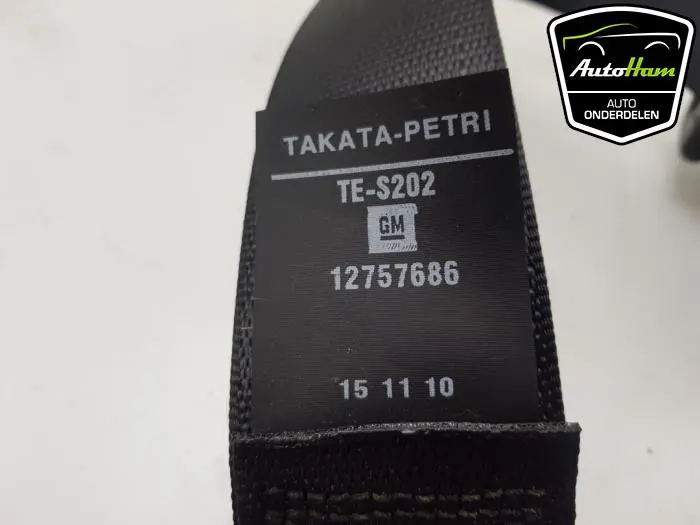 AutoHam
AUTO
ONDERDELEN
TAKATA-PETRI
TE-S202
GM
12757686
15 11 10